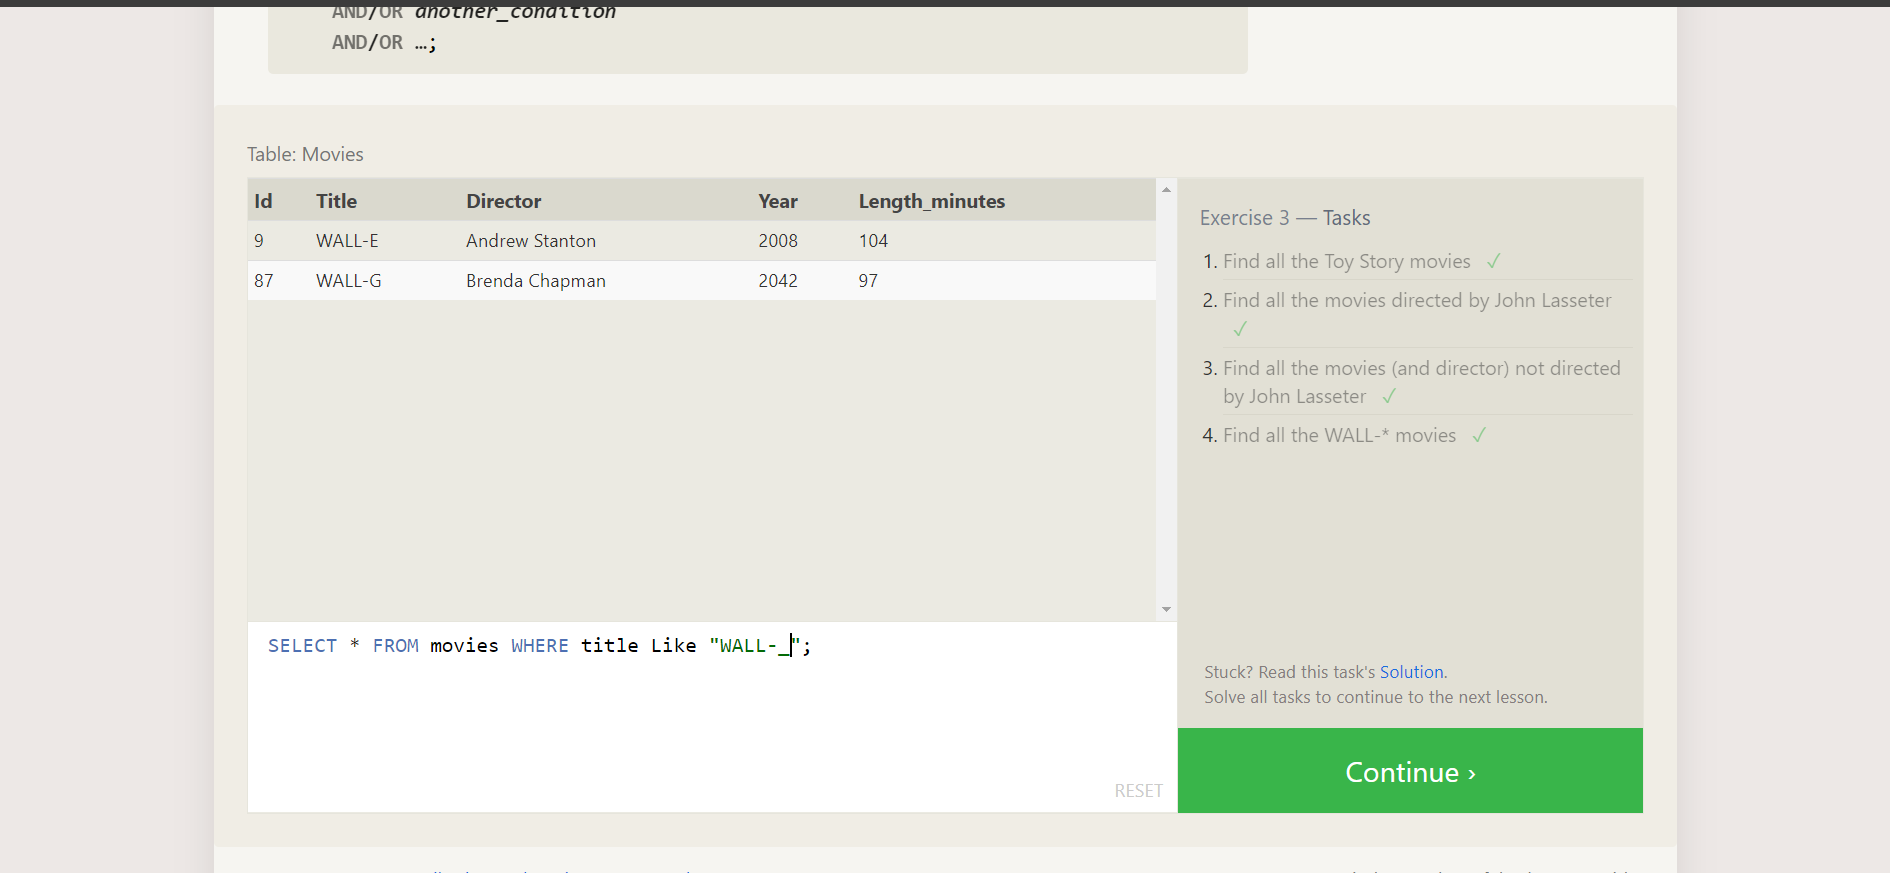 AND/OR another_condition
AND/OR …;
Table: Movies
Id Title Director Year Length_minutes
9 WALL-E Andrew Stanton 2008 104
87 WALL-G Brenda Chapman 2042 97
SELECT * FROM movies WHERE title Like "WALL-_";
RESET
Exercise 3 — Tasks
1. Find all the Toy Story movies ✓
2. Find all the movies directed by John Lasseter
✓
3. Find all the movies (and director) not directed
by John Lasseter ✓
4. Find all the WALL-* movies ✓
Stuck? Read this task's Solution.
Solve all tasks to continue to the next lesson.
Continue ›